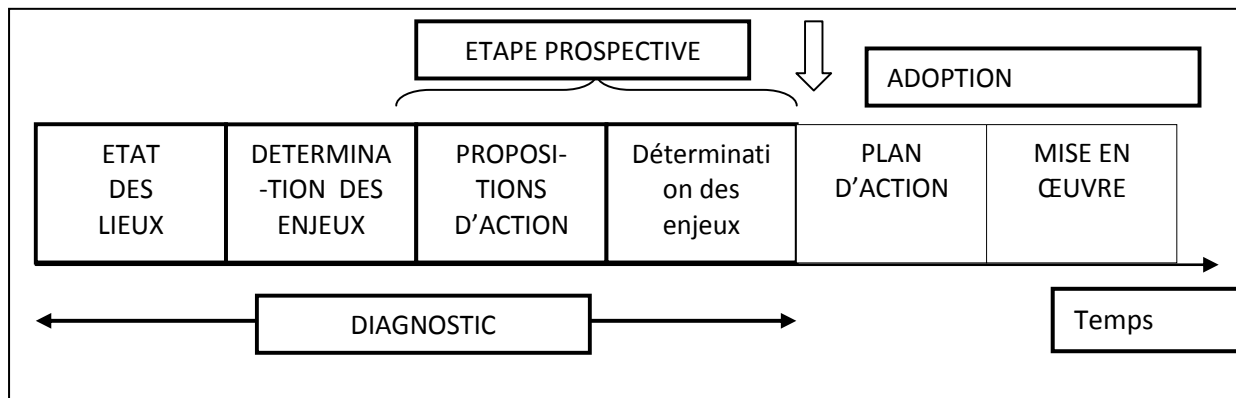 ETAPE PROSPECTIVE
ADOPTION
ETAT
DES
LIEUX
DETERMINA
-TION DES
ENJEUX
PROPOSI-
TIONS
D’ACTION
Déterminati
on des
enjeux
PLAN
D’ACTION
MISE EN
ŒUVRE
DIAGNOSTIC
Temps